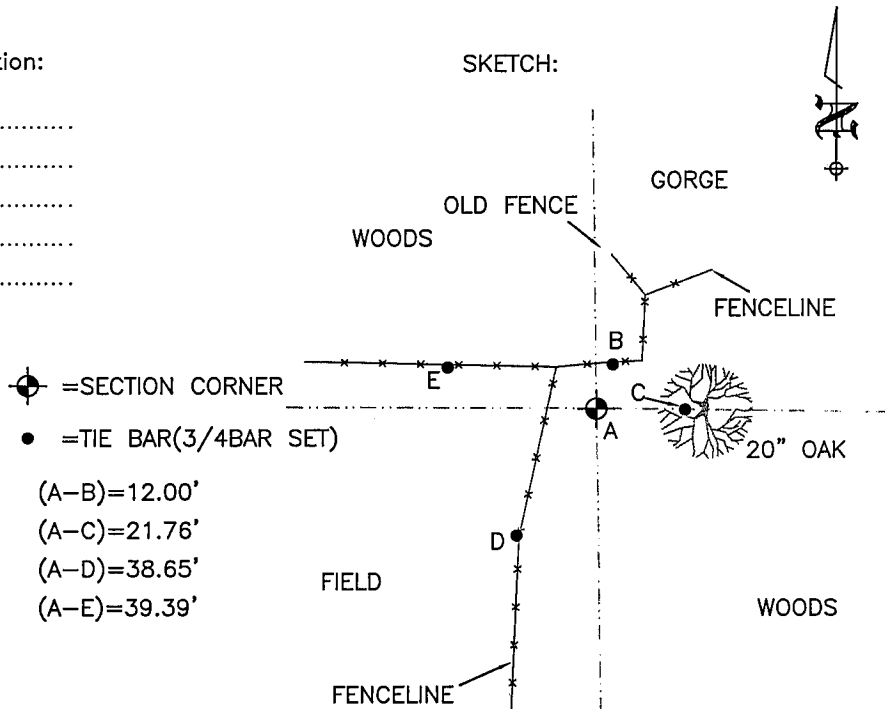 tion:
..........
..........
..........
..........
..........
SKETCH:
N
GORGE
OLD FENCE
WOODS
FENCELINE
B
E
=SECTION CORNER
C
A
=TIE BAR(3/4BAR SET)
20" OAK
(A-B)=12.00'
(A-C)=21.76'
(A-D)=38.65'
(A-E)=39.39'
D
FIELD
WOODS
FENCELINE